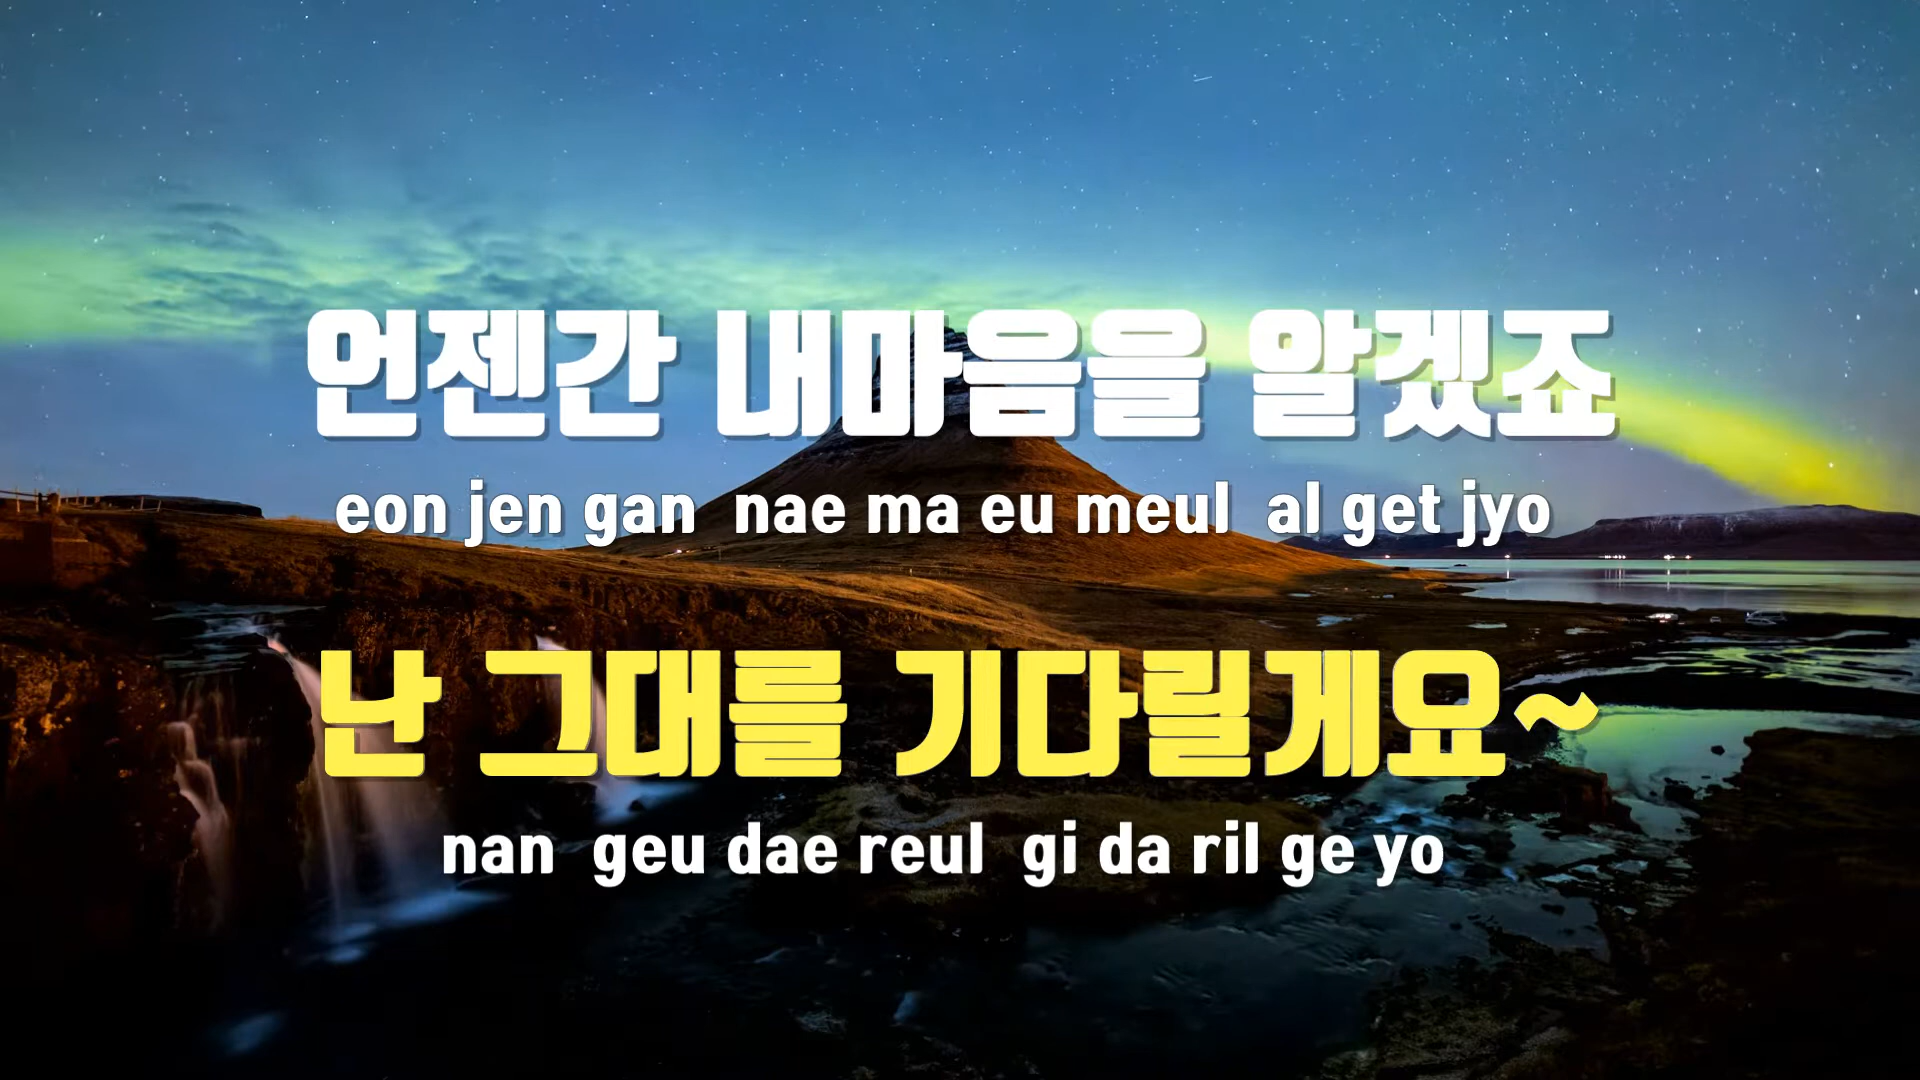 언젠간 내마음을 알겠죠
eon jen gan nae ma eu meul al get jyo
난 그대를 기다릴게요~
nan geu dae reul gi da ril ge yo